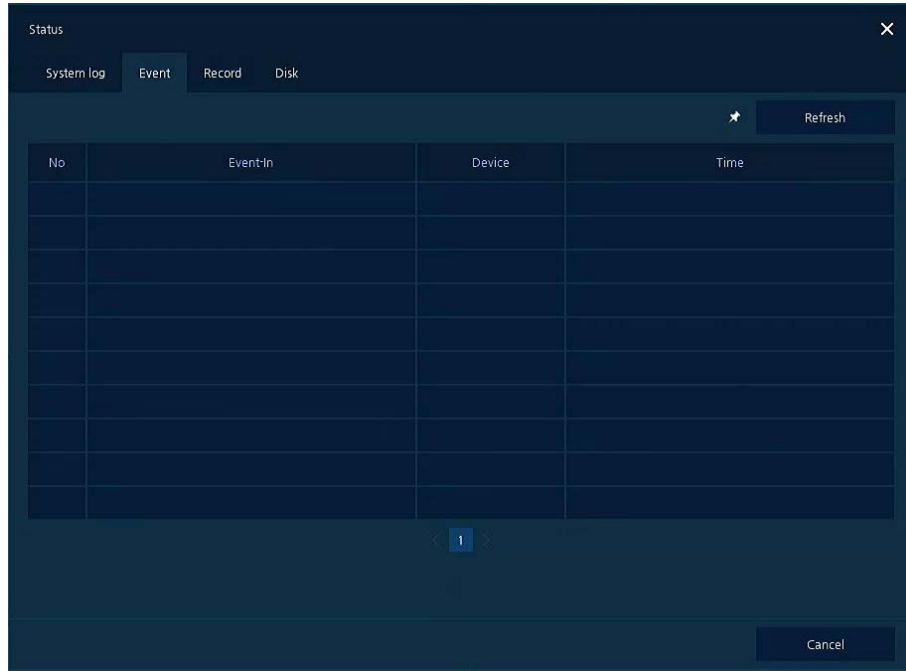 Status
System log Event Record Disk
Refresh
No Event-In Device Time
1
Cancel